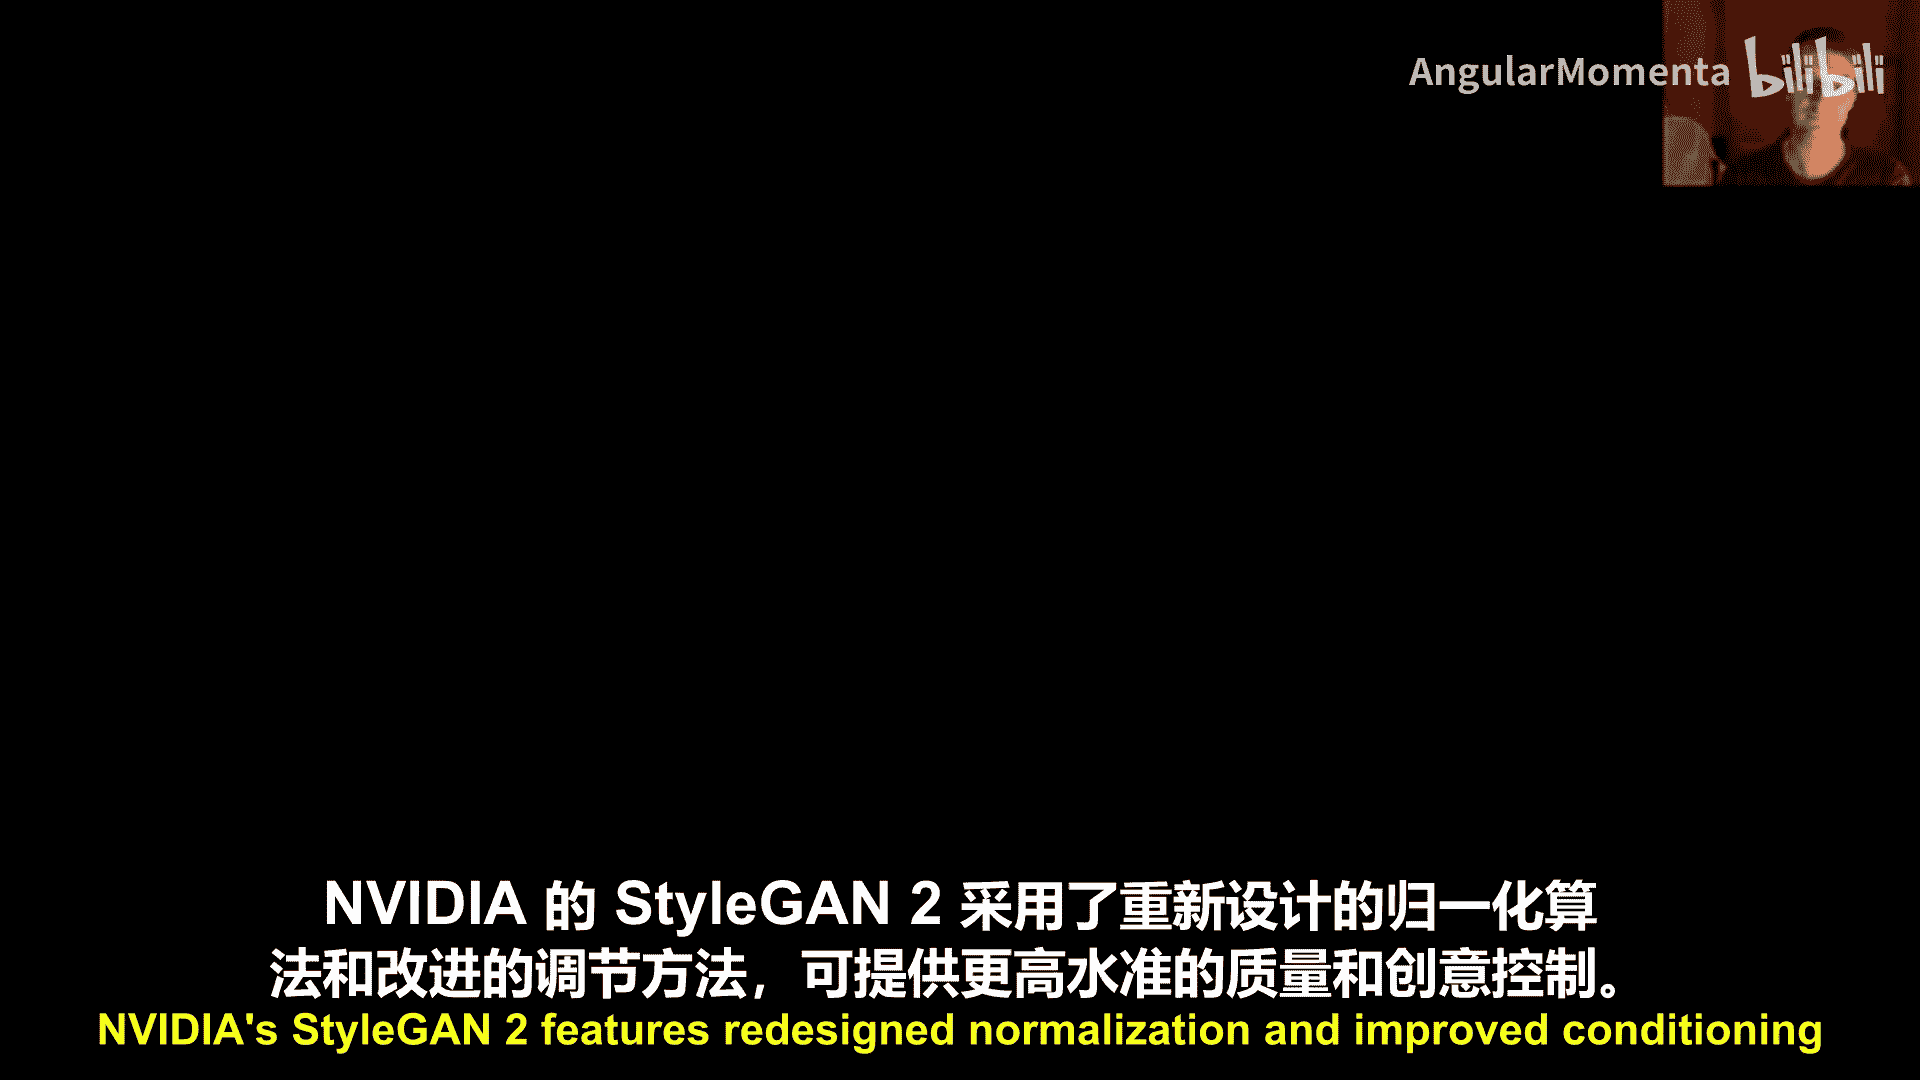 AngularMomenta bilibili
NVIDIA 的 StyleGAN 2 采用了重新设计的归一化算
法和改进的调节方法，可提供更高水准的质量和创意控制。
NVIDIA's StyleGAN 2 features redesigned normalization and improved conditioning